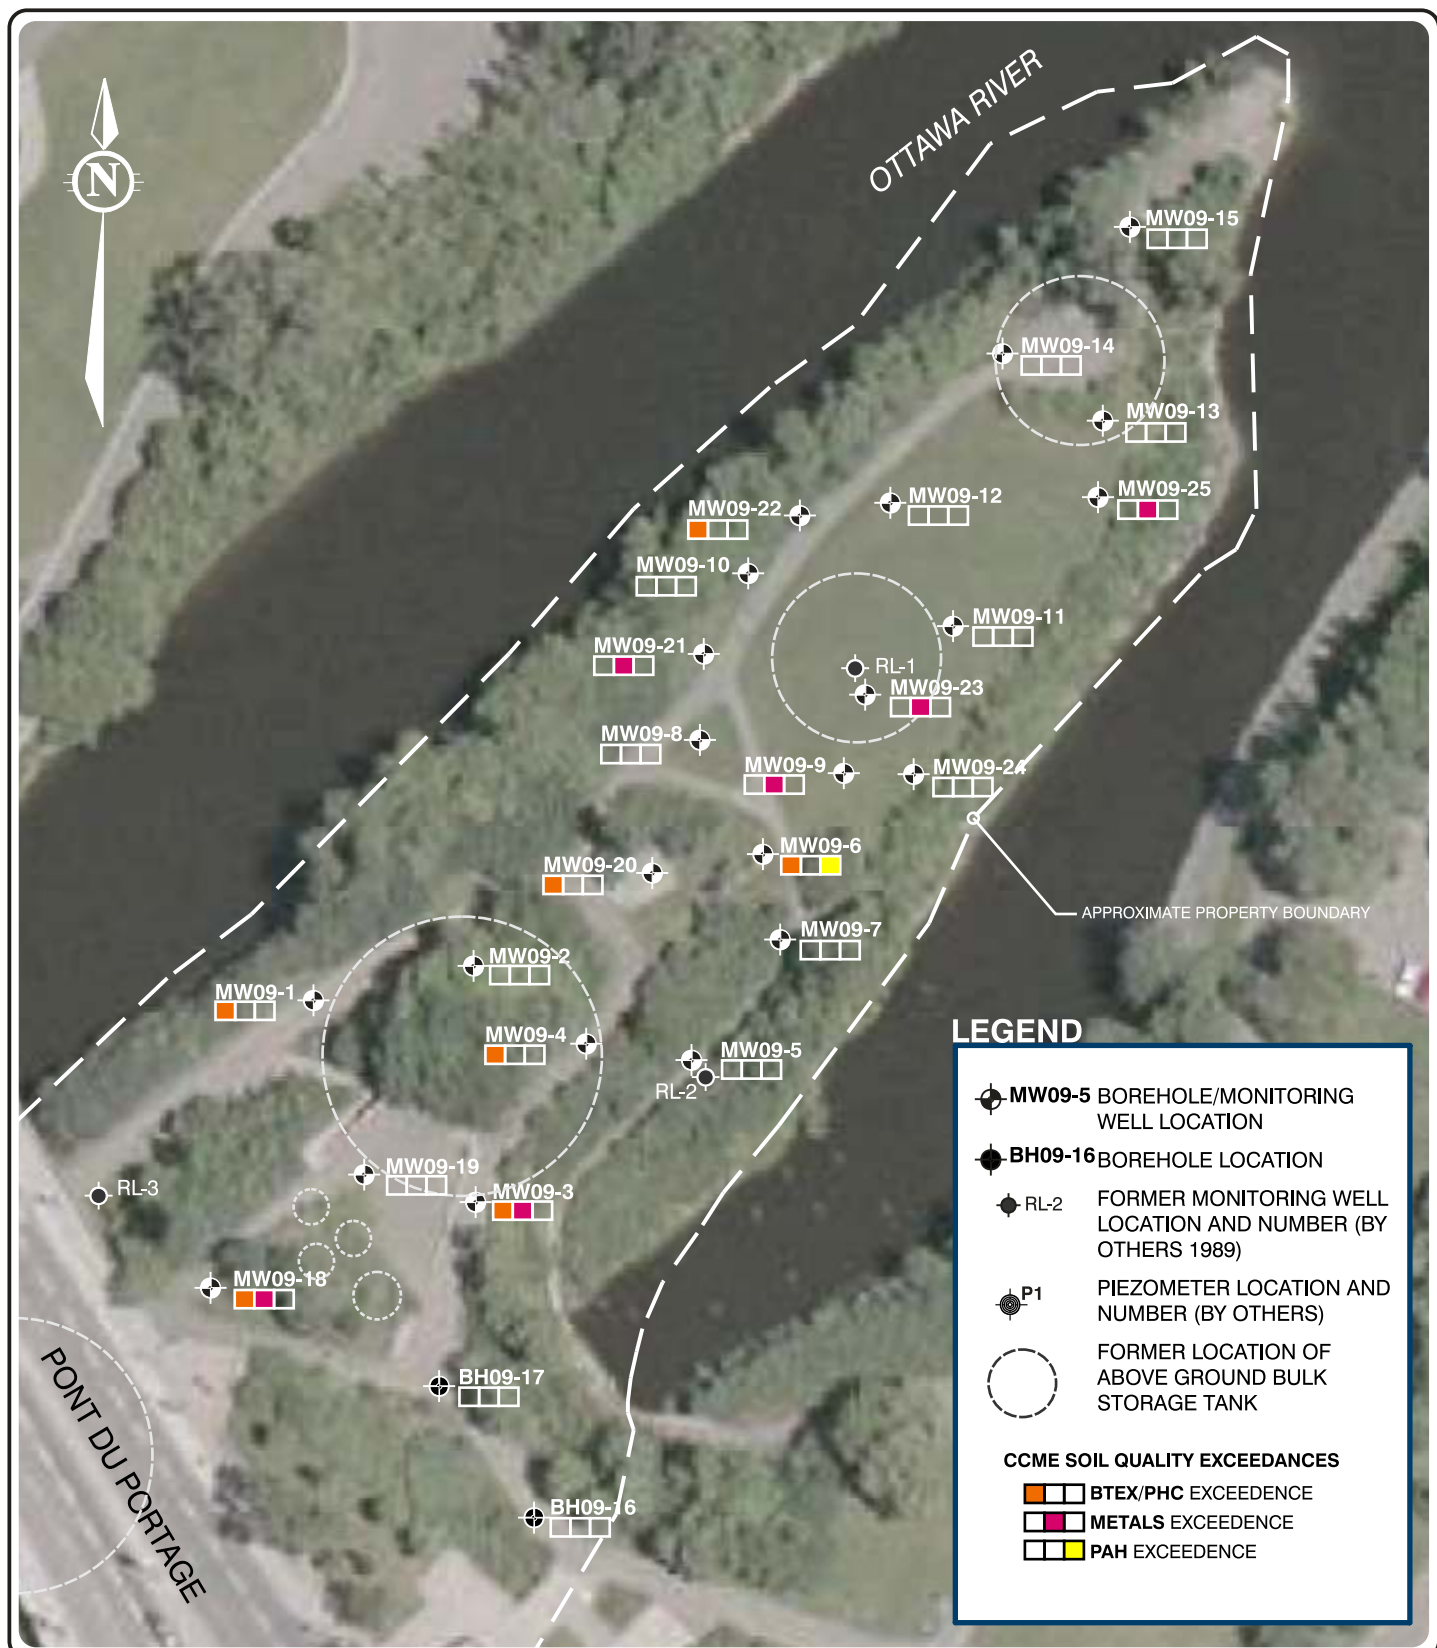 OTTAWA RIVER
N
MW09-15
MW09-14
MW09-13
MW09-25
MW09-12
MW09-22
MW09-10
MW09-11
MW09-21
RL-1
MW09-23
MW09-8
MW09-9
MW09-24
MW09-6
MW09-20
APPROXIMATE PROPERTY BOUNDARY
MW09-7
MW09-2
MW09-1
MW09-4
MW09-5
RL-2
MW09-19
RL-3
MW09-3
MW09-18
BH09-17
BH09-16
PONT DU PORTAGE
LEGEND
MW09-5 BOREHOLE/MONITORING
WELL LOCATION
BH09-16 BOREHOLE LOCATION
RL-2 FORMER MONITORING WELL
LOCATION AND NUMBER (BY
OTHERS 1989)
P1 PIEZOMETER LOCATION AND
NUMBER (BY OTHERS)
FORMER LOCATION OF
ABOVE GROUND BULK
STORAGE TANK
CCME SOIL QUALITY EXCEEDANCES
BTEX/PHC EXCEEDENCE
METALS EXCEEDENCE
PAH EXCEEDENCE